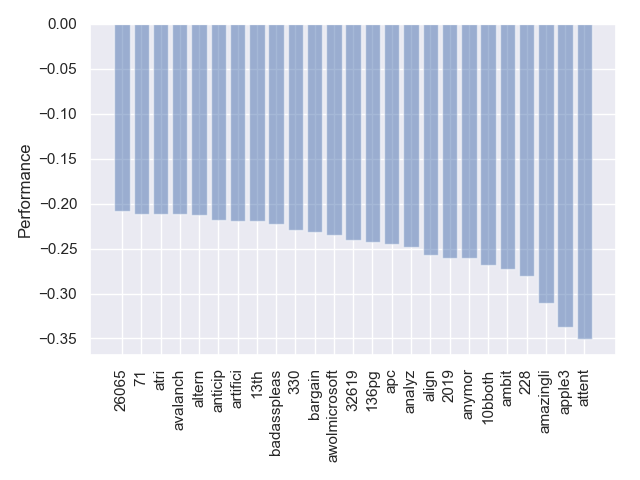 0.00
−0.05
−0.10
−0.15
−0.20
−0.25
−0.30
−0.35
Performance
26065
71
atri
avalanch
altern
anticip
artifici
13th
badasspleas
330
bargain
awolmicrosoft
32619
136pg
apc
analyz
align
2019
anymor
10bboth
ambit
228
amazingli
apple3
attent